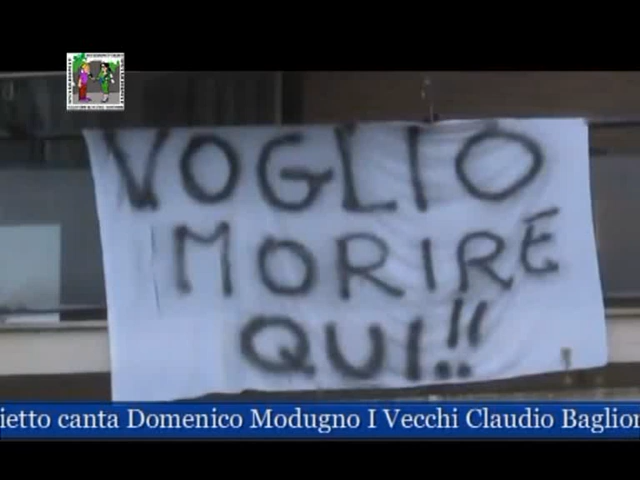 VOGLIO
MORIRE
QUI!!
ietto canta Domenico Modugno I Vecchi Claudio Baglion